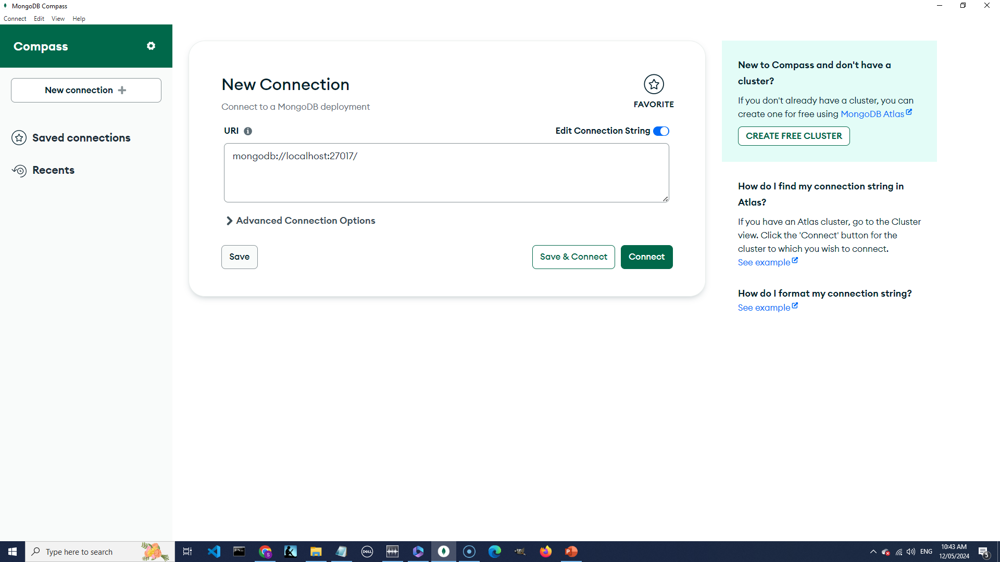 MongoDB Compass
Connect Edit View Help
Compass
New connection
Saved connections
Recents
New Connection
Connect to a MongoDB deployment
FAVORITE
URI
Edit Connection String
mongodb://localhost:27017/
Advanced Connection Options
Save
Save & Connect
Connect
New to Compass and don't have a
cluster?
If you don't already have a cluster, you can
create one for free using MongoDB Atlas
CREATE FREE CLUSTER
How do I find my connection string in
Atlas?
If you have an Atlas cluster, go to the Cluster
view. Click the 'Connect' button for the
cluster to which you wish to connect.
See example
How do I format my connection string?
See example
Type here to search
S
DELL
P
ENG
10:43 AM
12/05/2024
5